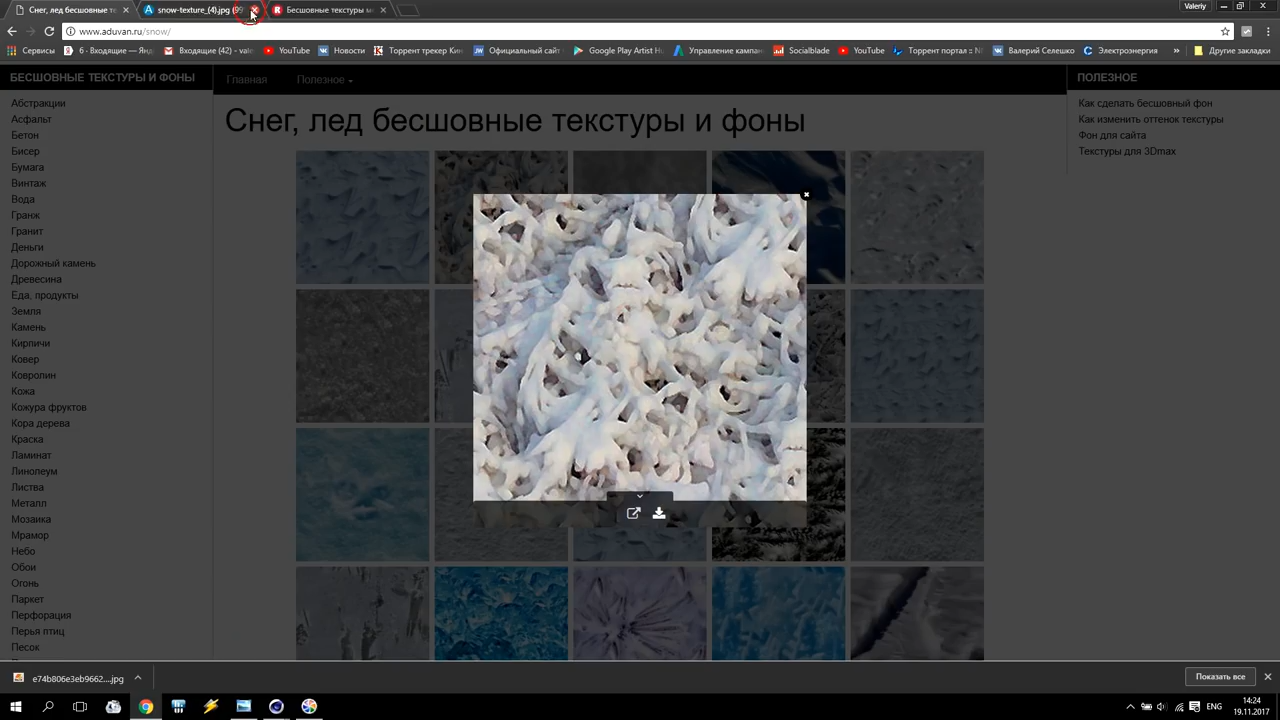 Снег, лед бесшовные те
snow-texture_(4).jpg (99
Бесшовные текстуры м
Valeriy
www.aduvan.ru/snow/
Сервисы
6 - Входящие — Янд
Входящие (42) - vale
YouTube
Новости
Торрент трекер Кин
Официальный сайт
Google Play Artist Hu
Управление кампан
Socialblade
YouTube
Торрент портал :: N
Валерий Селешко
Электроэнергия
»
Другие закладки
БЕСШОВНЫЕ ТЕКСТУРЫ И ФОНЫ
Главная
Полезное
ПОЛЕЗНОЕ
Снег, лед бесшовные текстуры и фоны
Абстракции
Асфальт
Бетон
Бисер
Бумага
Винтаж
Вода
Гранж
Гранит
Деньги
Дорожный камень
Древесина
Еда, продукты
Земля
Камень
Кирпичи
Ковер
Ковролин
Кожа
Кожура фруктов
Кора дерева
Краска
Ламинат
Линолеум
Листва
Металл
Мозаика
Мрамор
Небо
Обои
Огонь
Паркет
Перфорация
Перья птиц
Песок
Как сделать бесшовный фон
Как изменить оттенок текстуры
Фон для сайта
Текстуры для 3Dmax
e74b806e3eb9662....jpg
Показать все
ENG
14:24
19.11.2017